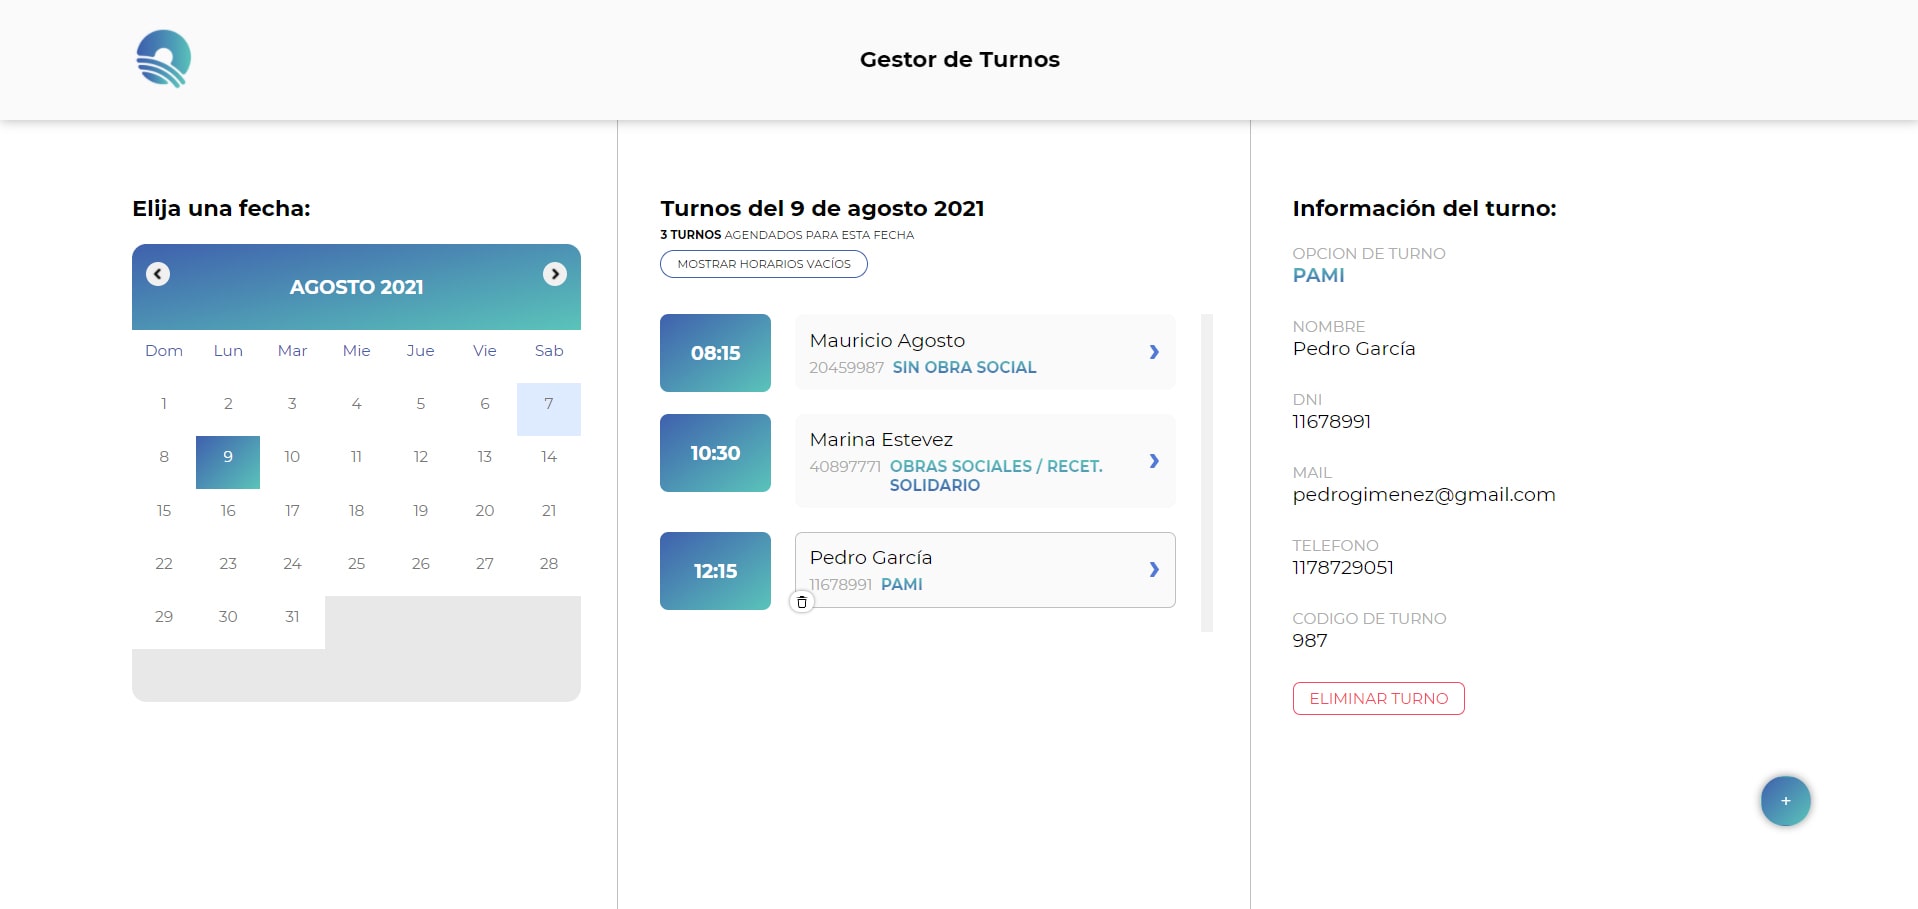 Gestor de Turnos
Elija una fecha:
AGOSTO 2021
Dom Lun Mar Mie Jue Vie Sab
1 2 3 4 5 6 7
8 9 10 11 12 13 14
15 16 17 18 19 20 21
22 23 24 25 26 27 28
29 30 31
Turnos del 9 de agosto 2021
3 TURNOS AGENDADOS PARA ESTA FECHA
MOSTRAR HORARIOS VACÍOS
08:15
Mauricio Agosto
20459987 SIN OBRA SOCIAL
10:30
Marina Estevez
40897771 OBRAS SOCIALES / RECET.
SOLIDARIO
12:15
Pedro García
11678991 PAMI
Información del turno:
OPCION DE TURNO
PAMI
NOMBRE
Pedro García
DNI
11678991
MAIL
pedrogimenez@gmail.com
TELEFONO
1178729051
CODIGO DE TURNO
987
ELIMINAR TURNO
+